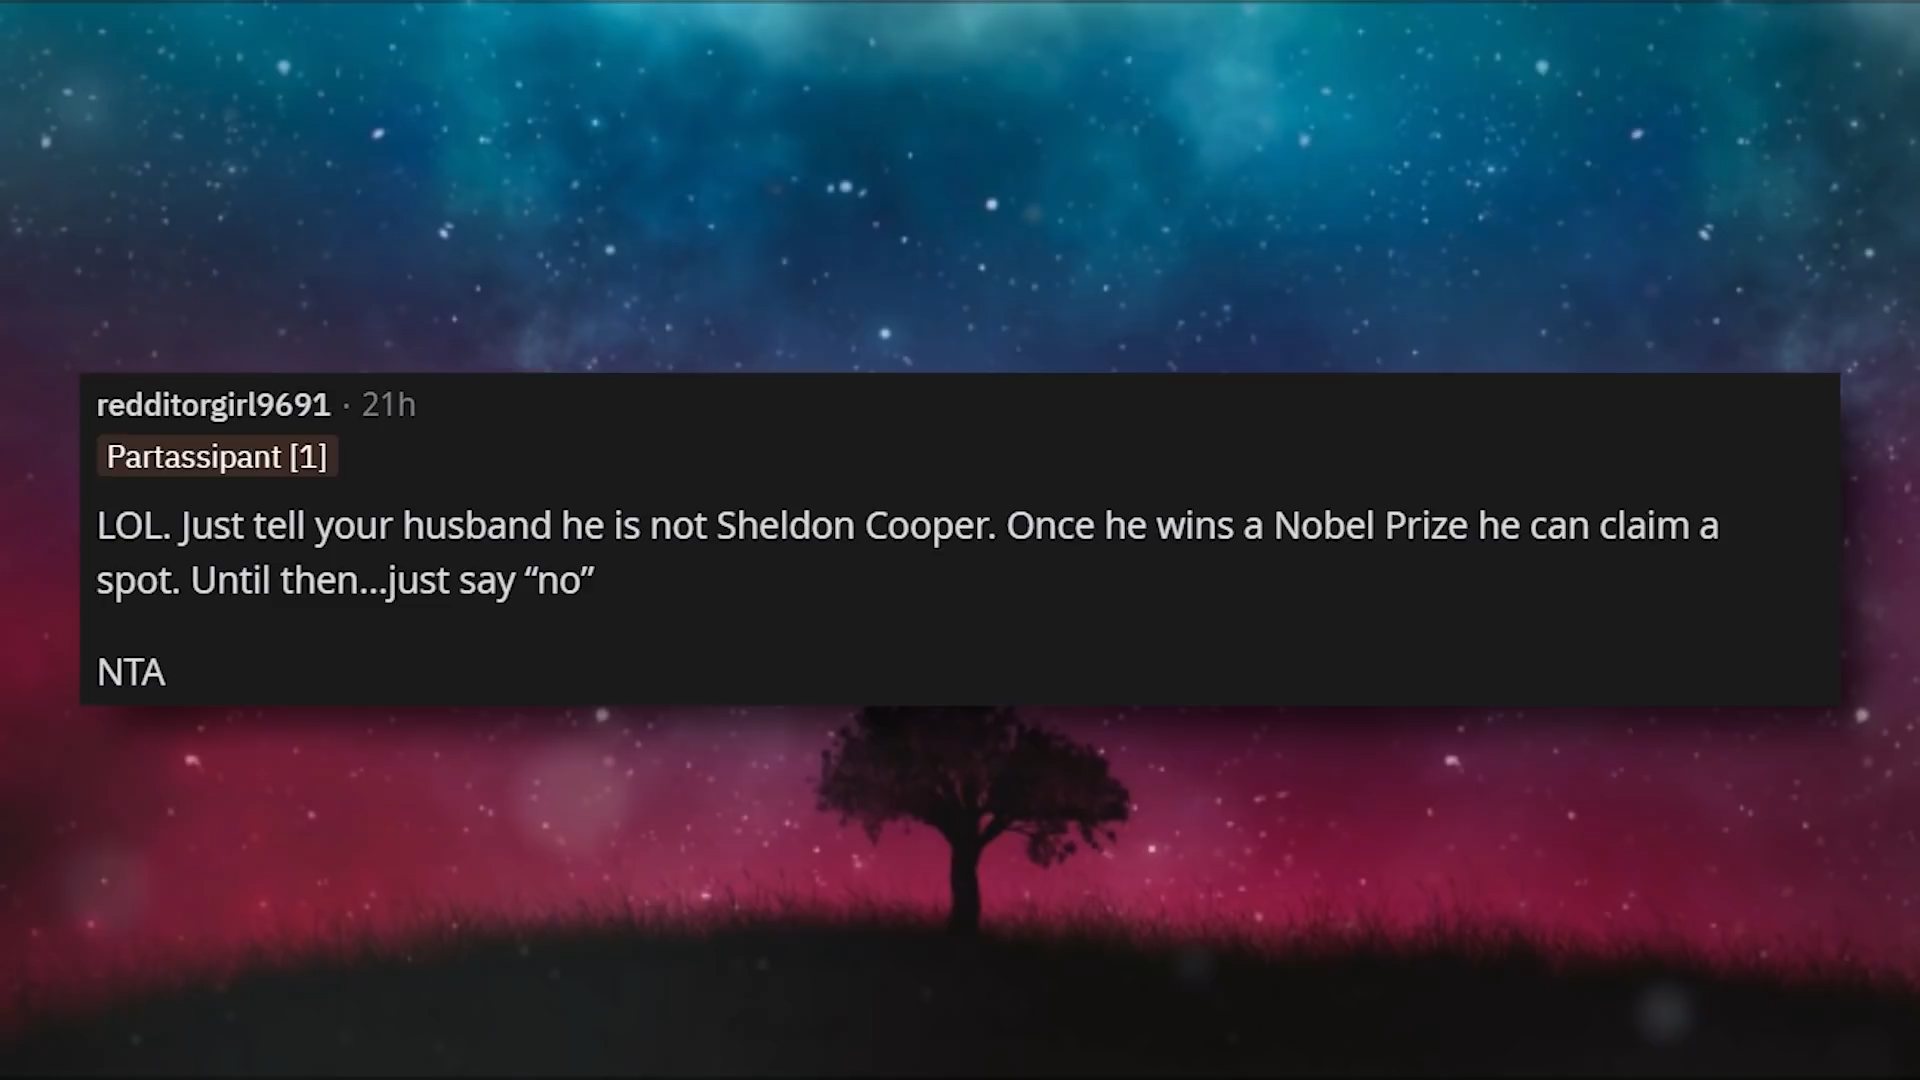 redditorgirl9691 · 21h
Partassipant [1]
LOL. Just tell your husband he is not Sheldon Cooper. Once he wins a Nobel Prize he can claim a
spot. Until then...just say “no”
NTA